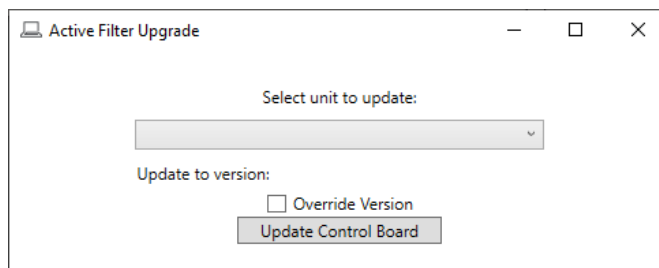 Active Filter Upgrade
Select unit to update:
Update to version:
Override Version
Update Control Board